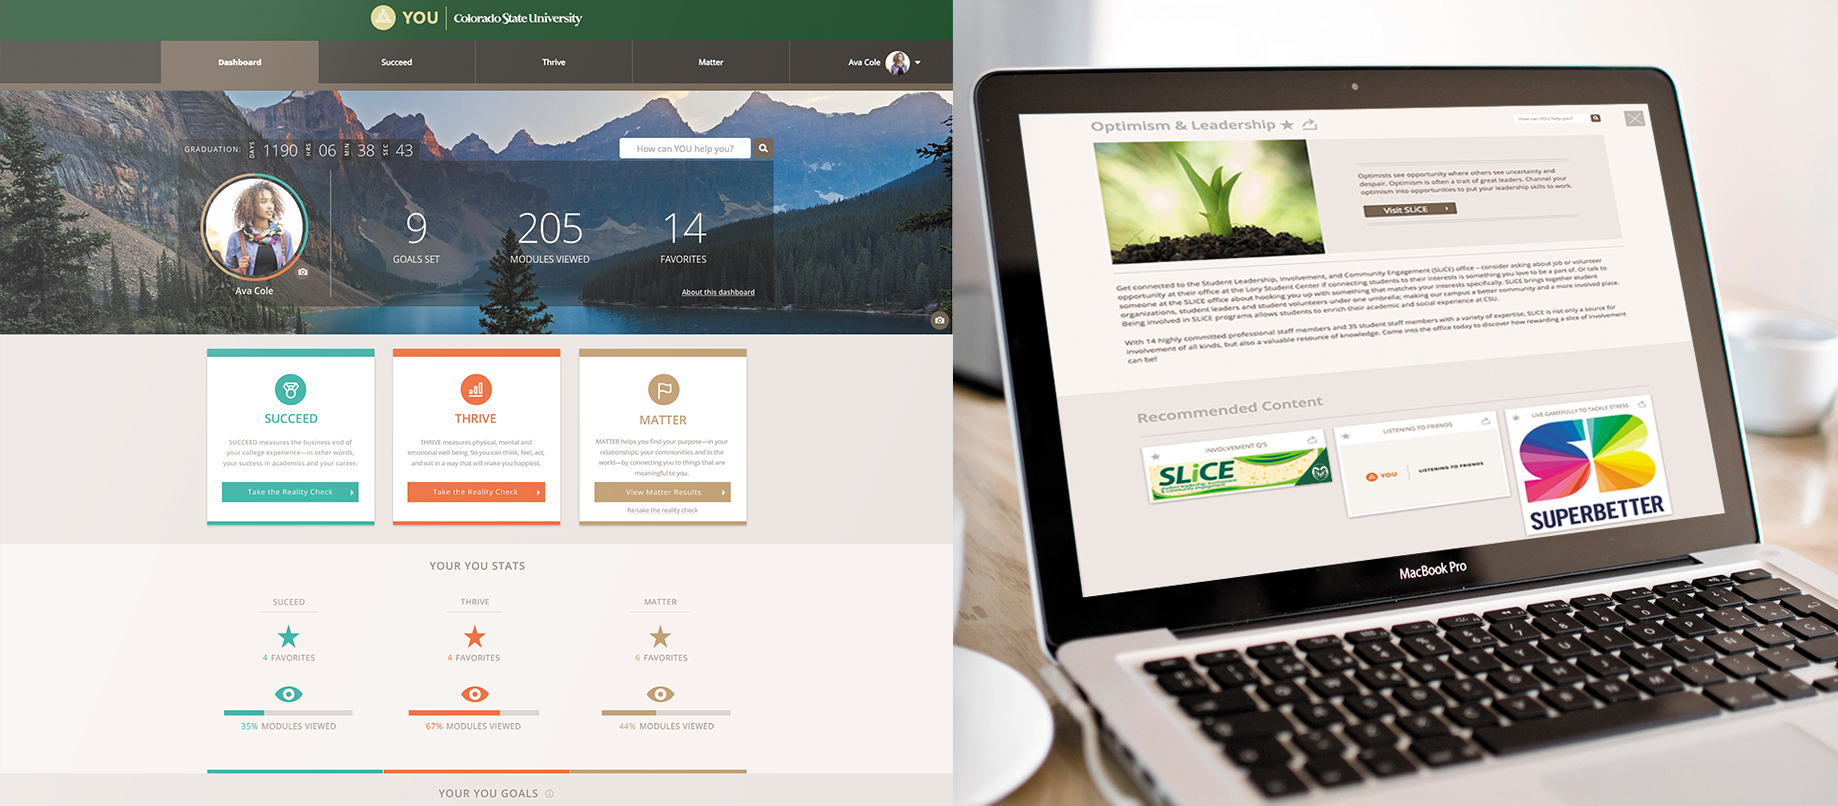 YOU Colorado State University
Dashboard Succeed Thrive Matter Ava Cole
GRADUATION: DAYS 1190 HRS 06 MIN 38 SEC 43
How can YOU help you?
9 205 14
GOALS SET MODULES VIEWED FAVORITES
Ava Cole
About this dashboard
SUCCEED
SUCCEED measures the business end of
your college experience—in other words,
your success in academics and your career.
Take the Reality Check
THRIVE
THRIVE measures physical, mental and
emotional well being. So you can think, feel, act,
and eat in a way that will make you happiest.
Take the Reality Check
MATTER
MATTER helps you find your purpose—in your
relationships, your communities and in the
world—by connecting you to things that are
meaningful to you.
View Matter Results
Re-take the reality check
YOUR YOU STATS
SUCEED THRIVE MATTER
4 FAVORITES 4 FAVORITES 6 FAVORITES
35% MODULES VIEWED 67% MODULES VIEWED 44% MODULES VIEWED
YOUR YOU GOALS
Optimism & Leadership
How can YOU help you?
Optimists see opportunity where others see uncertainty and
despair. Optimism is often a trait of great leaders. Channel your
optimism into opportunities to put your leadership skills to work.
Visit SLiCE
Get connected to the Student Leadership, Involvement, and Community Engagement (SLiCE) office – consider asking about job or volunteer
opportunity at their office at the Lory Student Center if connecting students to their interests is something you love to be a part of. Or talk to
someone at the SLiCE office about hooking you up with something that matches your interests specifically. SLiCE brings together student
organizations, student leaders and student volunteers under one umbrella; making our campus a better community and a more involved place.
Being involved in SLiCE programs allows students to enrich their academic and social experience at CSU.
With 14 highly committed professional staff members and 35 student staff members with a variety of expertise, SLiCE is not only a source for
involvement of all kinds, but also a valuable resource of knowledge. Come into the office today to discover how rewarding a slice of involvement
can be!
Recommended Content
INVOLVEMENT Q'S
SLiCE
student leadership, involvement
& community engagement
LISTENING TO FRIENDS
YOU LISTENING TO FRIENDS
LIVE GAMEFULLY TO TACKLE STRESS
SUPERBETTER
MacBook Pro